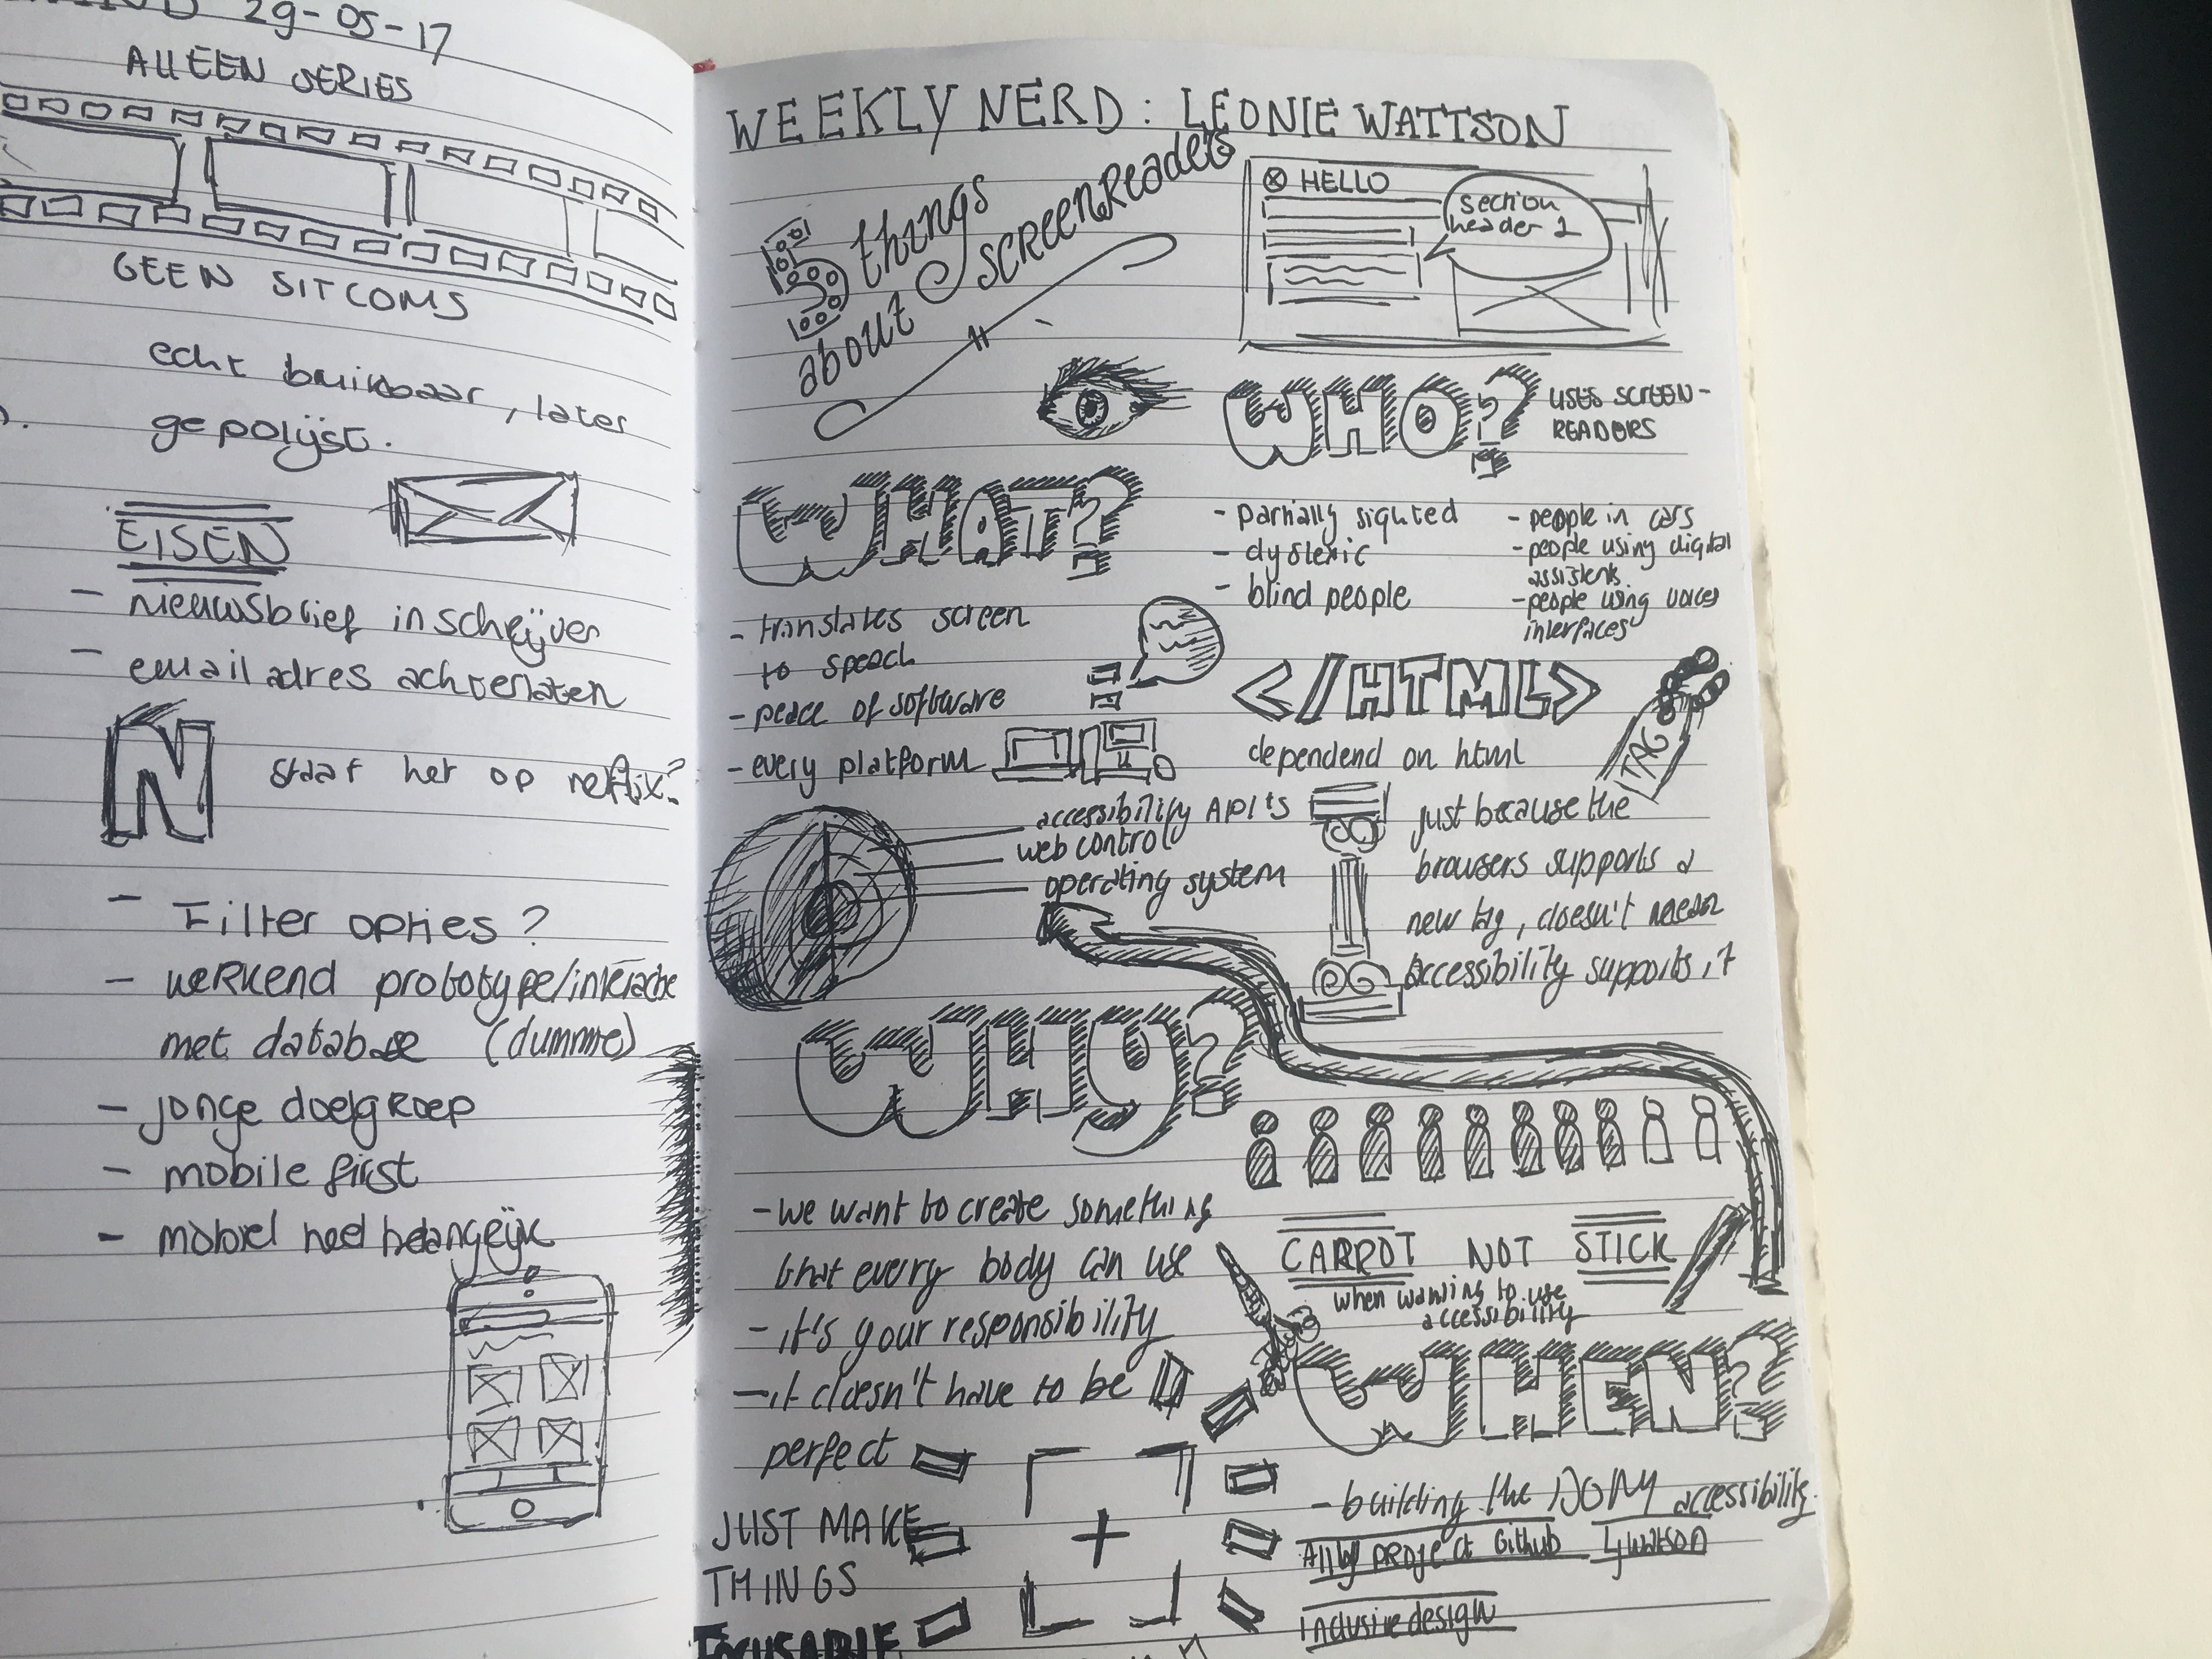 29-05-17
AllEEN SERIES
GEEN SITCOMS
echt bruikbaar, later
gepolijst.
EISEN
- nieuwsbrief inschrijven
- email adres achterlaten
N staat het op netflix?
- Filter opties?
- werkend prototype/interactie
met database (dummie)
- jonge doelgroep
- mobile first
- mobiel heel belangrijk
WEEKLY NERD: LEONIE WATTSON
5 things
about screenReaders
HELLO
section
header 1
WHO? USES SCREEN-
READORS
- partially sighted
- dyslexic
- blind people
- people in cars
- people using digital
assistents
- people using voices
interfaces
WHAT?
- translates screen
to speach
- peace of software
- every platform
accessibility API's
web control
operating system
</HTML>
dependend on html
TAG
just because the
browsers supports a
new tag, doesn't mean
accessibility supports it
WHY?
- we want to create something
that every body can use
- it's your responsibility
- it doesn't have to be
perfect
JUST MAKE
THINGS
FOCUSABLE
CARROT NOT STICK
when wanting to use
accessibility
WHEN?
- building the DOM accessibility
A11y project Github Ljwatson
inclusive design